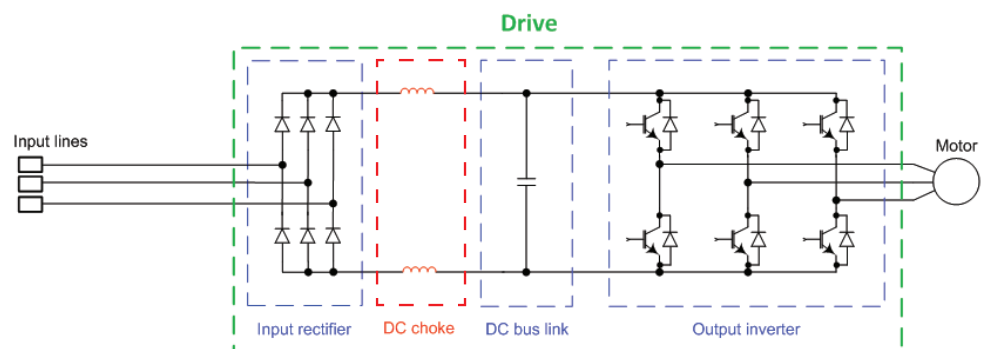 Drive
Input lines
Motor
Input rectifier
DC choke
DC bus link
Output inverter